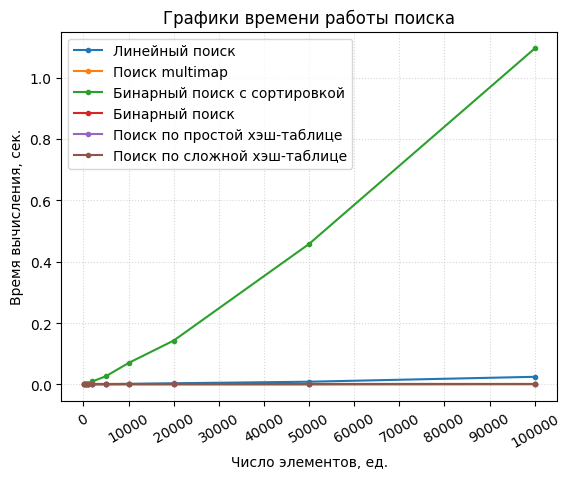 Графики времени работы поиска
Линейный поиск
Поиск multimap
Бинарный поиск с сортировкой
Бинарный поиск
Поиск по простой хэш-таблице
Поиск по сложной хэш-таблице
Время вычисления, сек.
1.0
0.8
0.6
0.4
0.2
0.0
0
10000
20000
30000
40000
50000
60000
70000
80000
90000
100000
Число элементов, ед.